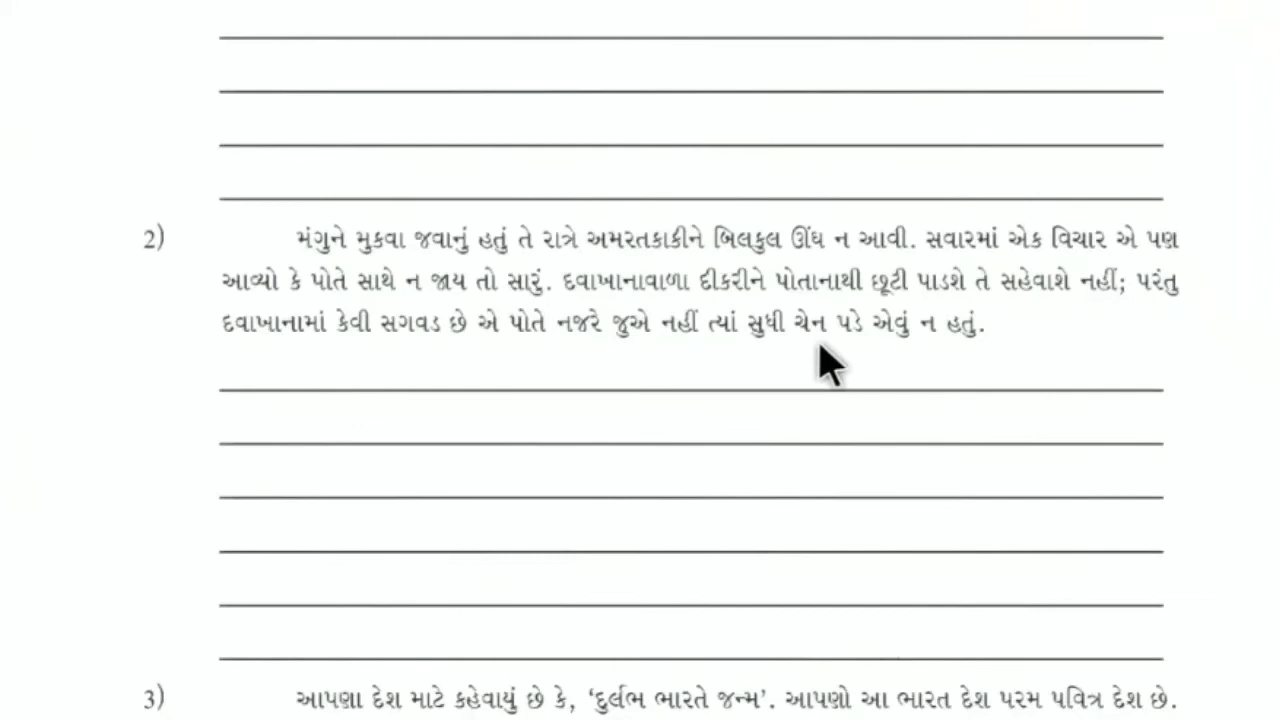 2) મંગુને મુકવા જવાનું હતું તે રાત્રે અમરતકાકીને બિલકુલ ઊંઘ ન આવી. સવારમાં એક વિચાર એ પણ
આવ્યો કે પોતે સાથે ન જાય તો સારું. દવાખાનાવાળા દીકરીને પોતાનાથી છૂટી પાડશે તે સહેવાશે નહીં; પરંતુ
દવાખાનામાં કેવી સગવડ છે એ પોતે નજરે જુએ નહીં ત્યાં સુધી ચેન પડે એવું ન હતું.
3) આપણા દેશ માટે કહેવાયું છે કે, ‘દુર્લભ ભારતે જન્મ’. આપણો આ ભારત દેશ પરમ પવિત્ર દેશ છે.